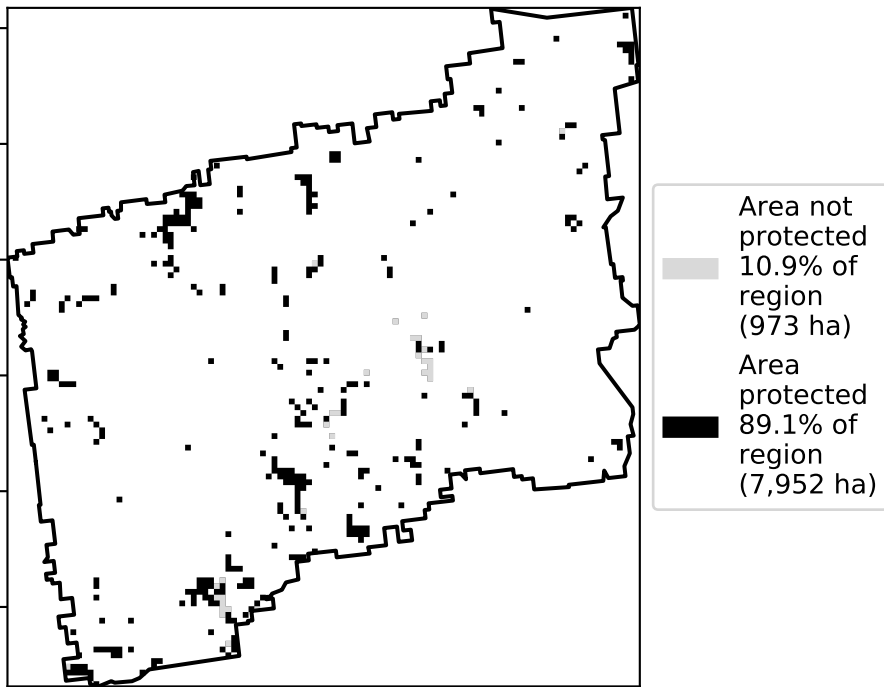 Area not
protected
10.9% of
region
(973 ha)
Area
protected
89.1% of
region
(7,952 ha)